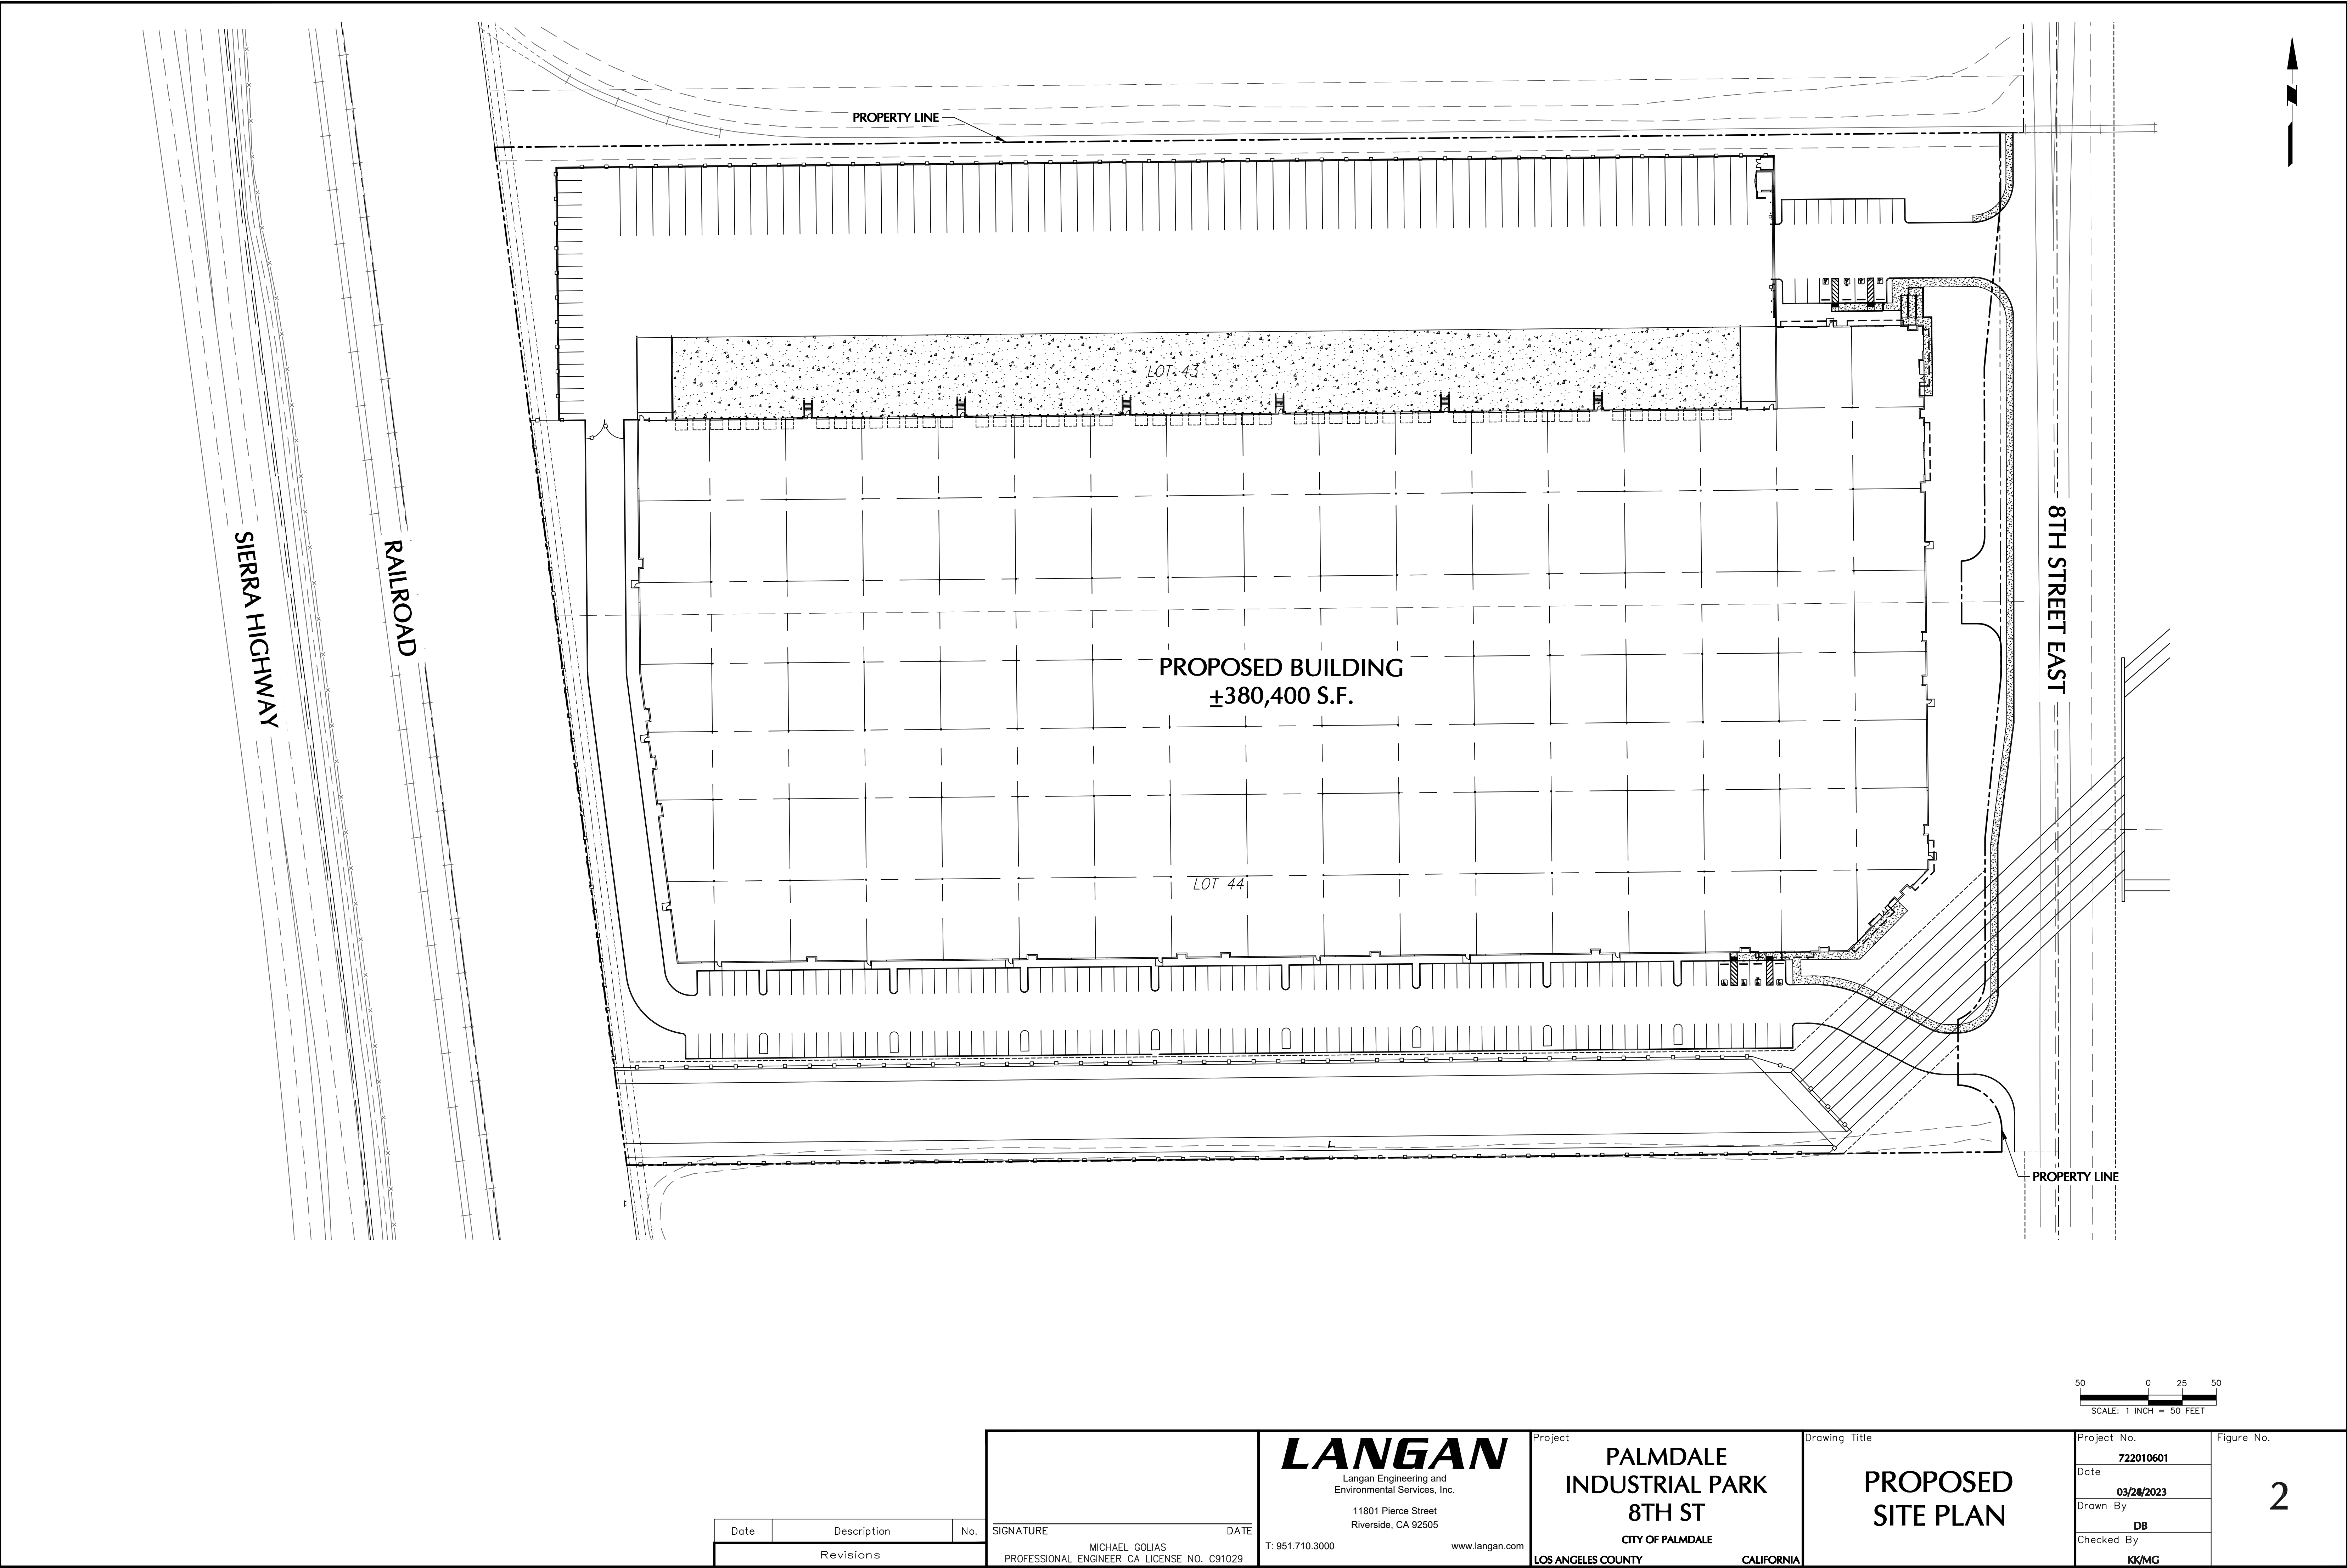 PROPERTY LINE
LOT 43
SIERRA HIGHWAY
RAILROAD
8TH STREET EAST
PROPOSED BUILDING
±380,400 S.F.
LOT 44
L
PROPERTY LINE
50 0 25 50
SCALE: 1 INCH = 50 FEET
Date Description No.
Revisions
SIGNATURE DATE
MICHAEL GOLIAS
PROFESSIONAL ENGINEER CA LICENSE NO. C91029
LANGAN
Langan Engineering and
Environmental Services, Inc.
11801 Pierce Street
Riverside, CA 92505
T: 951.710.3000 www.langan.com
Project
PALMDALE
INDUSTRIAL PARK
8TH ST
CITY OF PALMDALE
LOS ANGELES COUNTY CALIFORNIA
Drawing Title
PROPOSED
SITE PLAN
Project No.
722010601
Date
03/28/2023
Drawn By
DB
Checked By
KK/MG
Figure No.
2